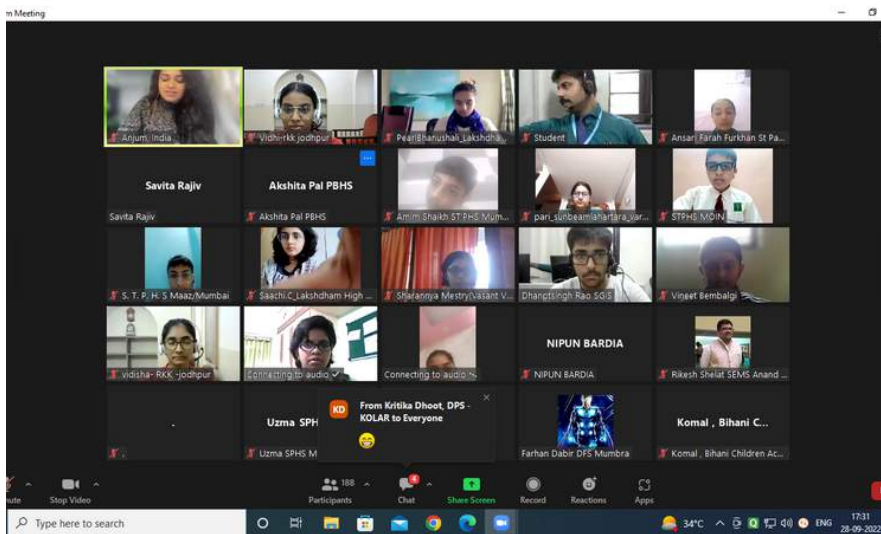 m Meeting
Anjum, India
Vidhi-rkk jodhpur
PearlBhanushali_Lakshdha...
Student
Ansari Farah Furkhan St Pa...
Savita Rajiv
Savita Rajiv
Akshita Pal PBHS
Akshita Pal PBHS
Amim Shaikh ST PHS Mum...
pari_sunbeamlahartara_var...
STPHS MOIN
S. T. P. H. S Maaz/Mumbai
Saachi.C_Lakshdham High ...
Sharannya Mestry(Vasant V...
Dhanptsingh Rao SGIS
Vineet Bembalgi
vidisha- RKK -jodhpur
Connecting to audio
Connecting to audio
NIPUN BARDIA
NIPUN BARDIA
Rikesh Shelat SEMS Anand ...
.
.
Uzma SPH
Uzma SPHS M
KD
From Kritika Dhoot, DPS -
KOLAR to Everyone
Farhan Dabir DFS Mumbra
Komal , Bihani C...
Komal , Bihani Children Ac...
ute
Stop Video
188
Participants
4
Chat
Share Screen
Record
Reactions
Apps
Type here to search
34°C
ENG
17:31
28-09-2022